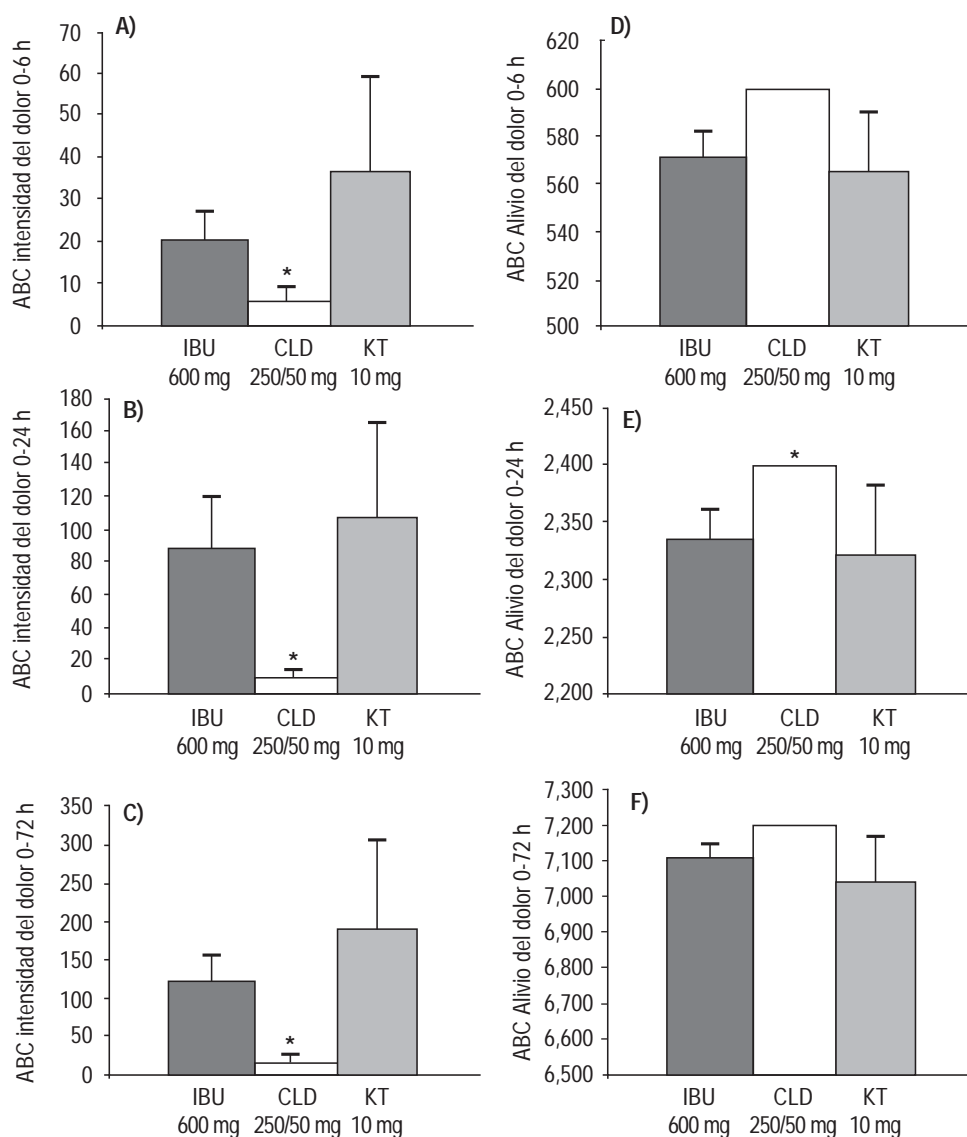 A)
ABC intensidad del dolor 0-6 h
70
60
50
40
30
20
10
0
*
IBU CLD KT
600 mg 250/50 mg 10 mg
D)
ABC Alivio del dolor 0-6 h
620
600
580
560
540
520
500
IBU CLD KT
600 mg 250/50 mg 10 mg
B)
ABC intensidad del dolor 0-24 h
180
160
140
120
100
80
60
40
20
0
*
IBU CLD KT
600 mg 250/50 mg 10 mg
E)
ABC Alivio del dolor 0-24 h
2,450
2,400
2,350
2,300
2,250
2,200
*
IBU CLD KT
600 mg 250/50 mg 10 mg
C)
ABC intensidad del dolor 0-72 h
350
300
250
200
150
100
50
0
*
IBU CLD KT
600 mg 250/50 mg 10 mg
F)
ABC Alivio del dolor 0-72 h
7,300
7,200
7,100
7,000
6,900
6,800
6,700
6,600
6,500
IBU CLD KT
600 mg 250/50 mg 10 mg